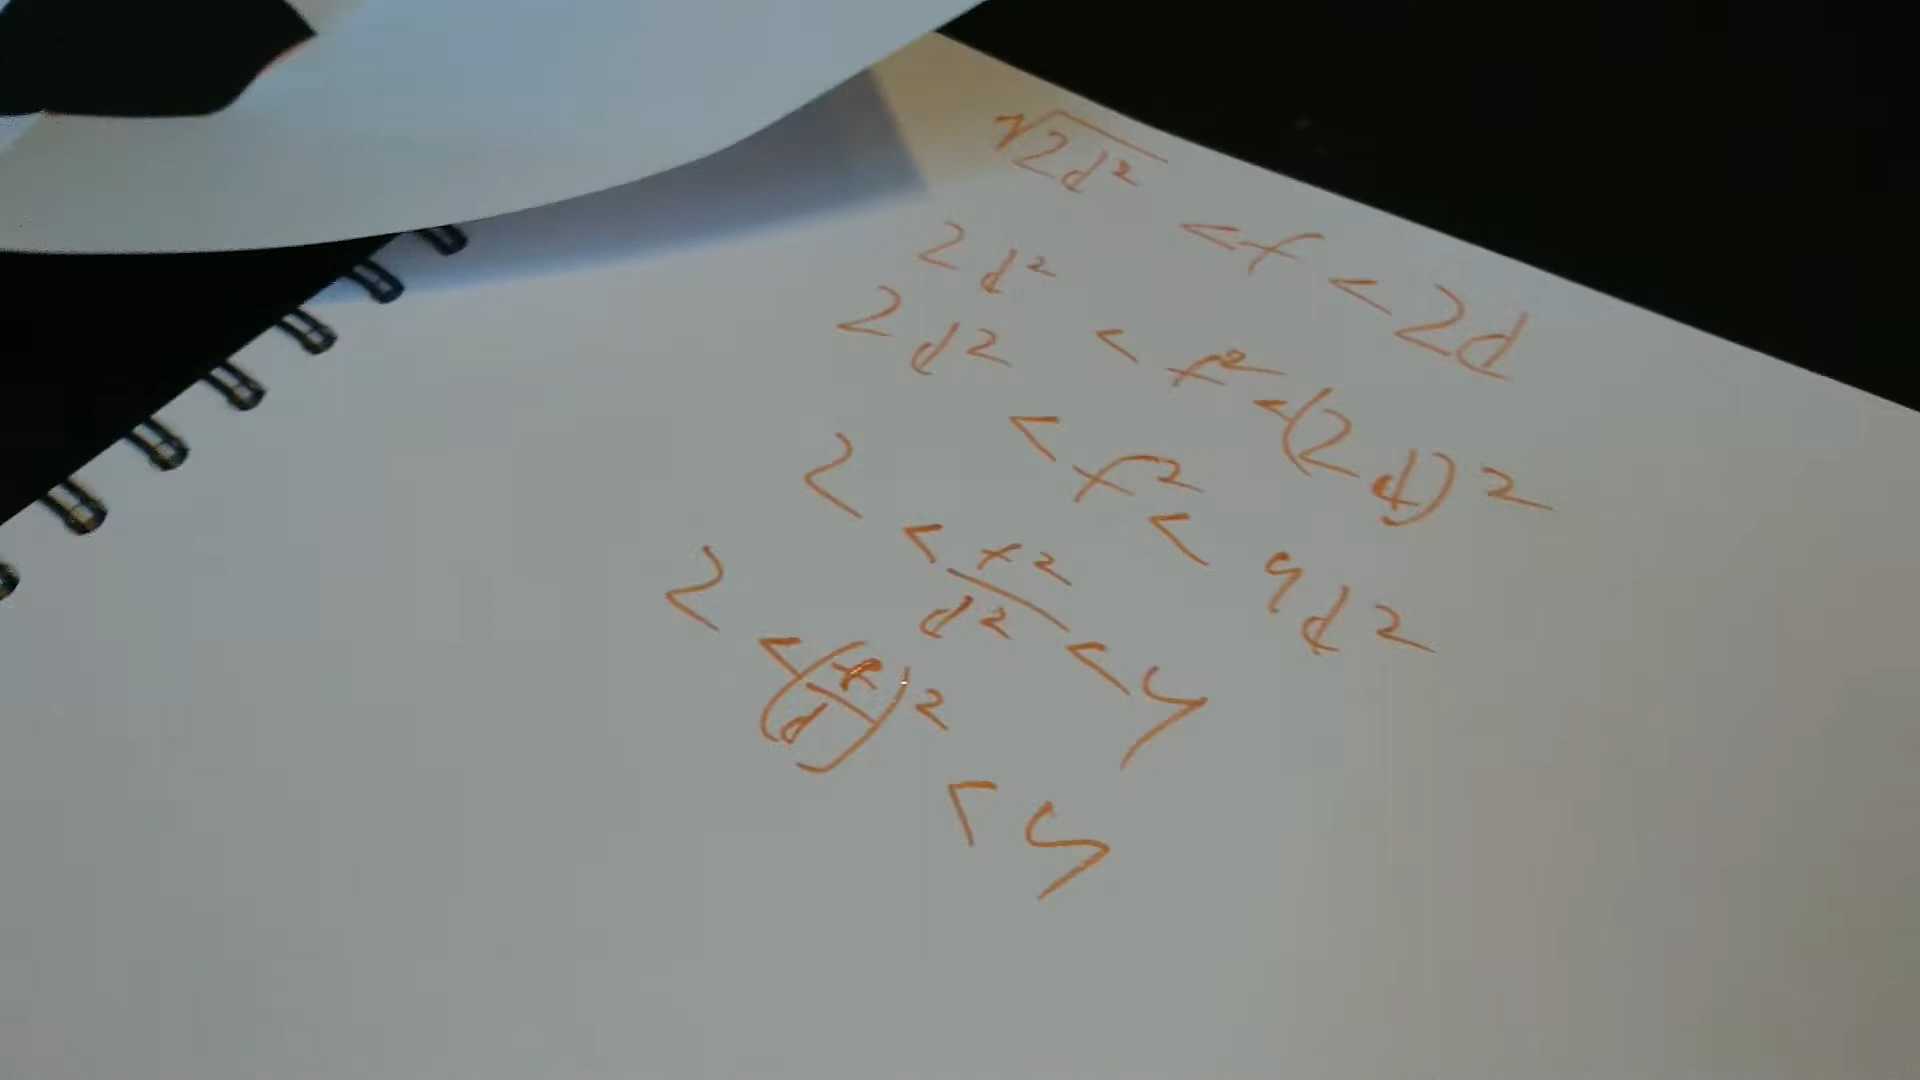 √2d² < f < 2d
2d² < f² < (2d)²
2d² < f² < 4d²
2 < f²/d² < 4
2 < (f/d)² < 4